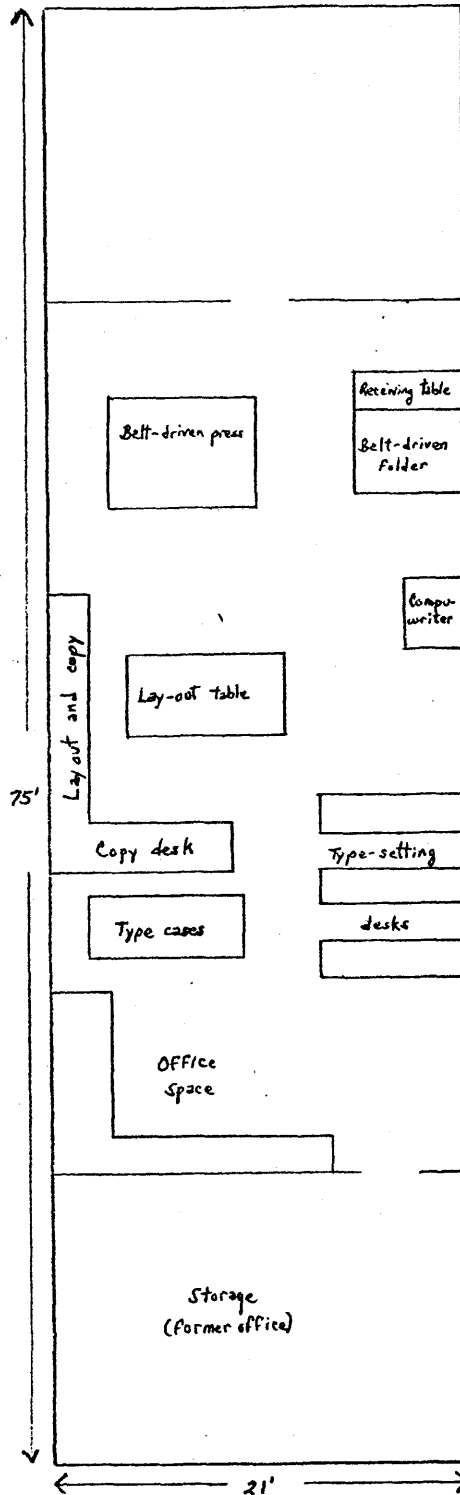 Receiving table
Belt-driven press
Belt-driven
Folder
Compu-
writer
Layout and copy
Lay-out table
75'
Copy desk
Type-setting
Type cases
desks
OFFice
Space
Storage
(former office)
21'